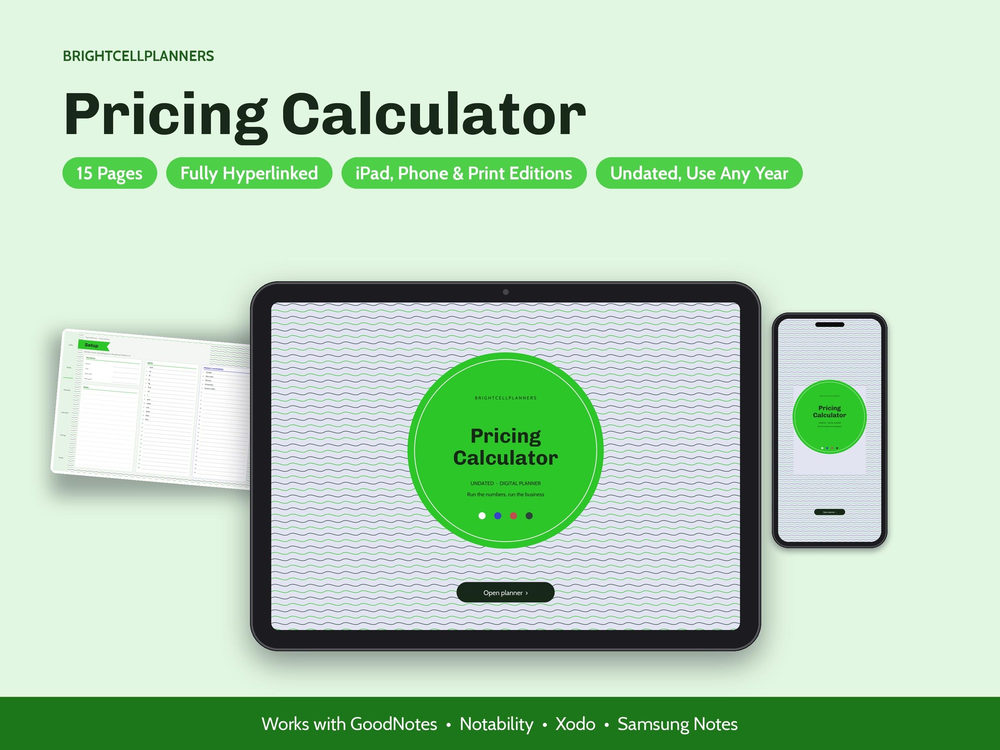 BRIGHTCELLPLANNERS
Pricing Calculator
15 Pages
Fully Hyperlinked
iPad, Phone & Print Editions
Undated, Use Any Year
Setup
BRIGHTCELLPLANNERS
Pricing
Calculator
UNDATED · DIGITAL PLANNER
Run the numbers, run the business
Open planner ›
Pricing
Calculator
Works with GoodNotes • Notability • Xodo • Samsung Notes